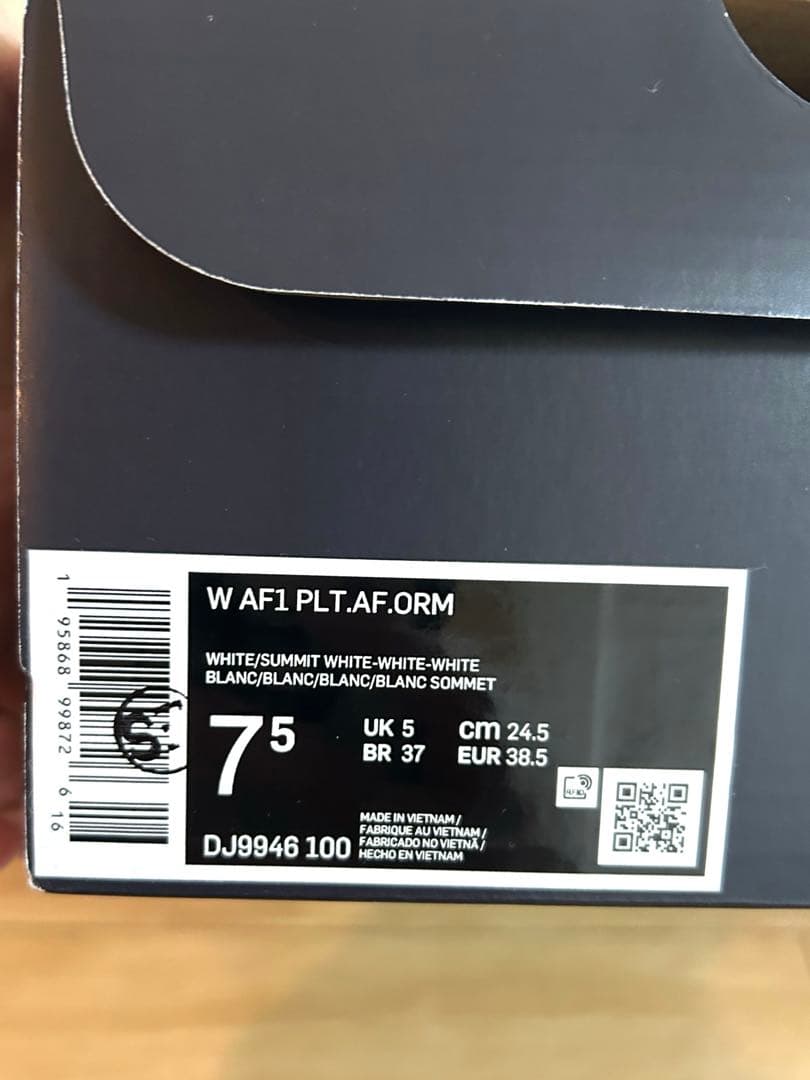 W AF1 PLT.AF.ORM
WHITE/SUMMIT WHITE-WHITE-WHITE
BLANC/BLANC/BLANC/BLANC SOMMET
7 5
UK 5 cm 24.5
BR 37 EUR 38.5
DJ9946 100
MADE IN VIETNAM /
FABRIQUE AU VIETNAM /
FABRICADO NO VIETNÃ /
HECHO EN VIETNAM
1 95868 99872 6 16